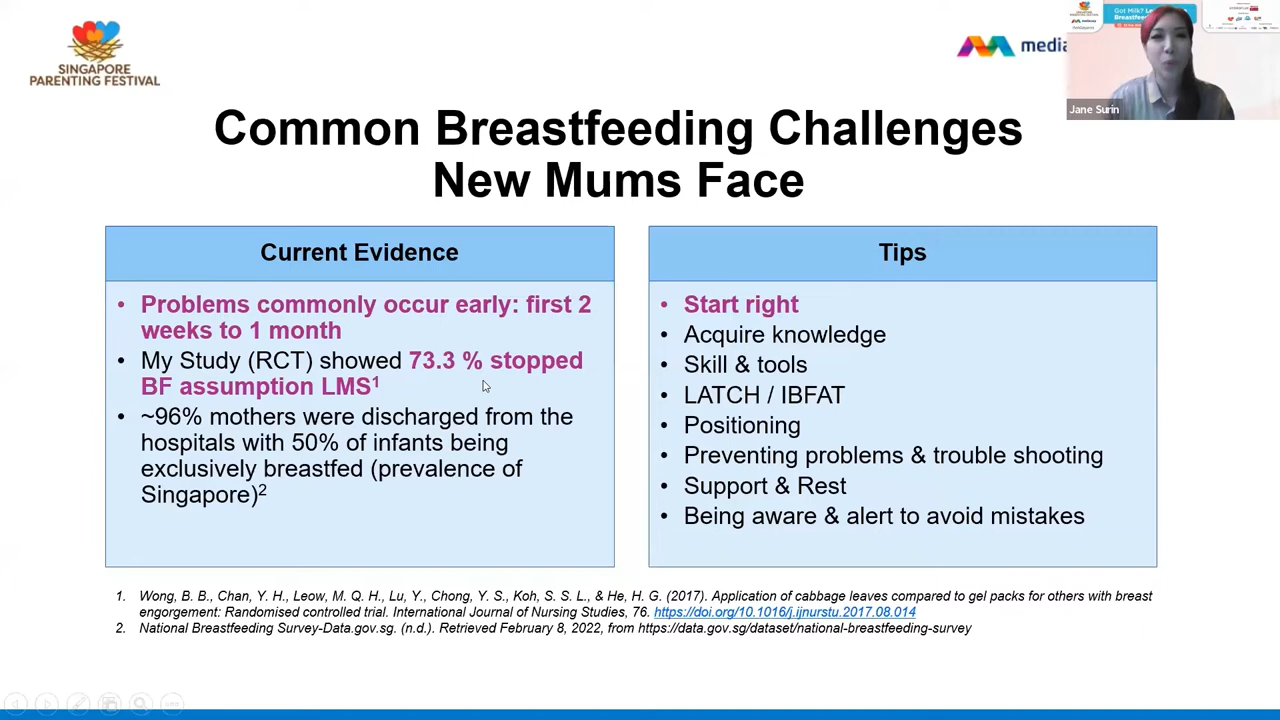 SINGAPORE
PARENTING FESTIVAL
media
Got Milk?
Breastfeeding
Jane Surin
Common Breastfeeding Challenges
New Mums Face
Current Evidence
• Problems commonly occur early: first 2
weeks to 1 month
• My Study (RCT) showed 73.3 % stopped
BF assumption LMS1
• ~96% mothers were discharged from the
hospitals with 50% of infants being
exclusively breastfed (prevalence of
Singapore)2
Tips
• Start right
• Acquire knowledge
• Skill & tools
• LATCH / IBFAT
• Positioning
• Preventing problems & trouble shooting
• Support & Rest
• Being aware & alert to avoid mistakes
1. Wong, B. B., Chan, Y. H., Leow, M. Q. H., Lu, Y., Chong, Y. S., Koh, S. S. L., & He, H. G. (2017). Application of cabbage leaves compared to gel packs for others with breast
engorgement: Randomised controlled trial. International Journal of Nursing Studies, 76. https://doi.org/10.1016/j.ijnurstu.2017.08.014
2. National Breastfeeding Survey-Data.gov.sg. (n.d.). Retrieved February 8, 2022, from https://data.gov.sg/dataset/national-breastfeeding-survey